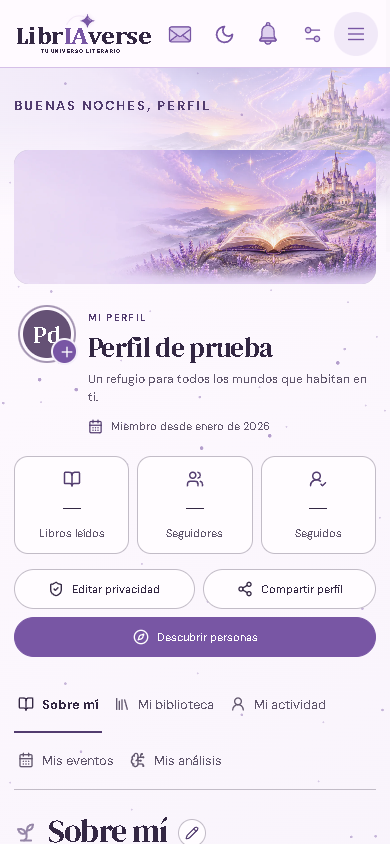 LibrIAverse
TU UNIVERSO LITERARIO
BUENAS NOCHES, PERFIL
Pd
MI PERFIL
Perfil de prueba
Un refugio para todos los mundos que habitan en
ti.
Miembro desde enero de 2026
— — —
Libros leídos Seguidores Seguidos
Editar privacidad Compartir perfil
Descubrir personas
Sobre mí Mi biblioteca Mi actividad
Mis eventos Mis análisis
Sobre mí